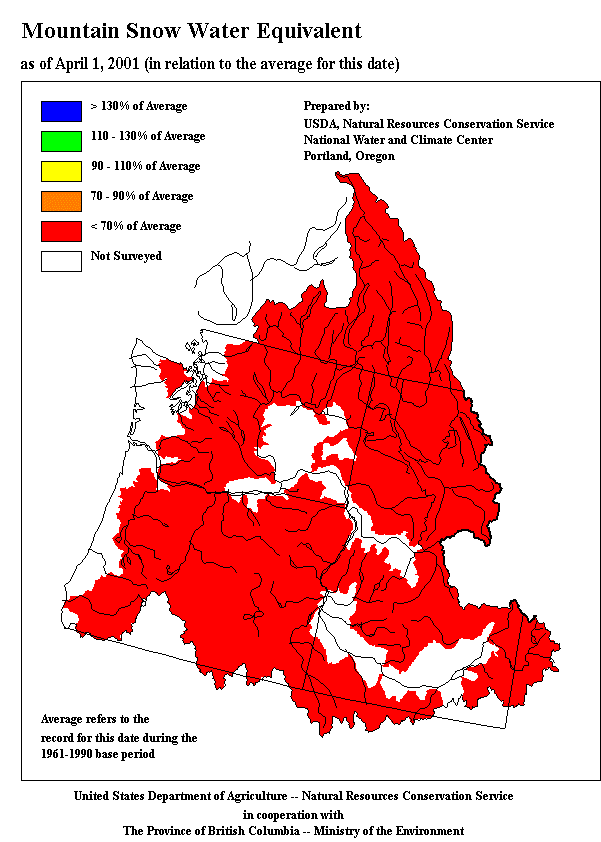 Mountain Snow Water Equivalent
as of April 1, 2001 (in relation to the average for this date)
> 130% of Average
110 - 130% of Average
90 - 110% of Average
70 - 90% of Average
< 70% of Average
Not Surveyed
Prepared by:
USDA, Natural Resources Conservation Service
National Water and Climate Center
Portland, Oregon
Average refers to the
record for this date during the
1961-1990 base period
United States Department of Agriculture -- Natural Resources Conservation Service
in cooperation with
The Province of British Columbia -- Ministry of the Environment